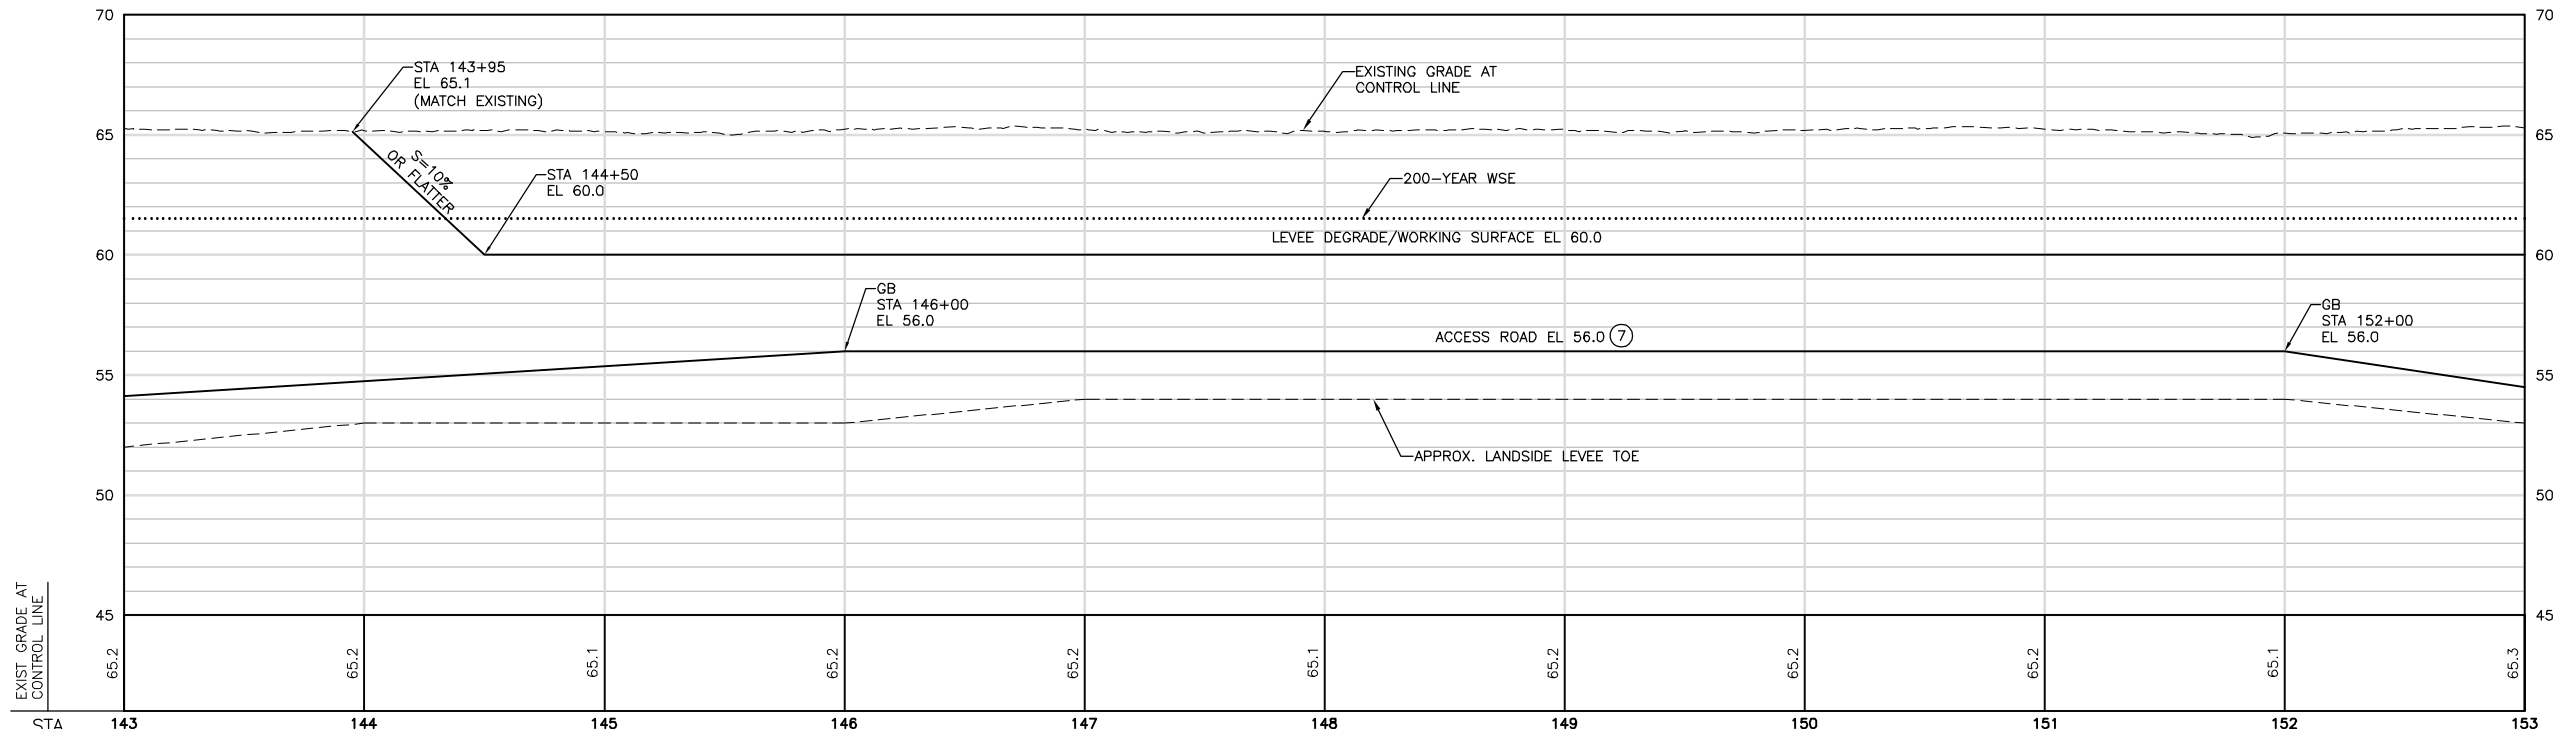 70
70
STA 143+95
EL 65.1
(MATCH EXISTING)
EXISTING GRADE AT
CONTROL LINE
65
65
S=10%
OR FLATTER
STA 144+50
EL 60.0
200-YEAR WSE
LEVEE DEGRADE/WORKING SURFACE EL 60.0
60
60
GB
STA 146+00
EL 56.0
ACCESS ROAD EL 56.0 7
GB
STA 152+00
EL 56.0
55
55
APPROX. LANDSIDE LEVEE TOE
50
50
45
45
EXIST GRADE AT
CONTROL LINE
65.2
65.2
65.1
65.2
65.2
65.1
65.2
65.2
65.2
65.1
65.3
STA 143 144 145 146 147 148 149 150 151 152 153